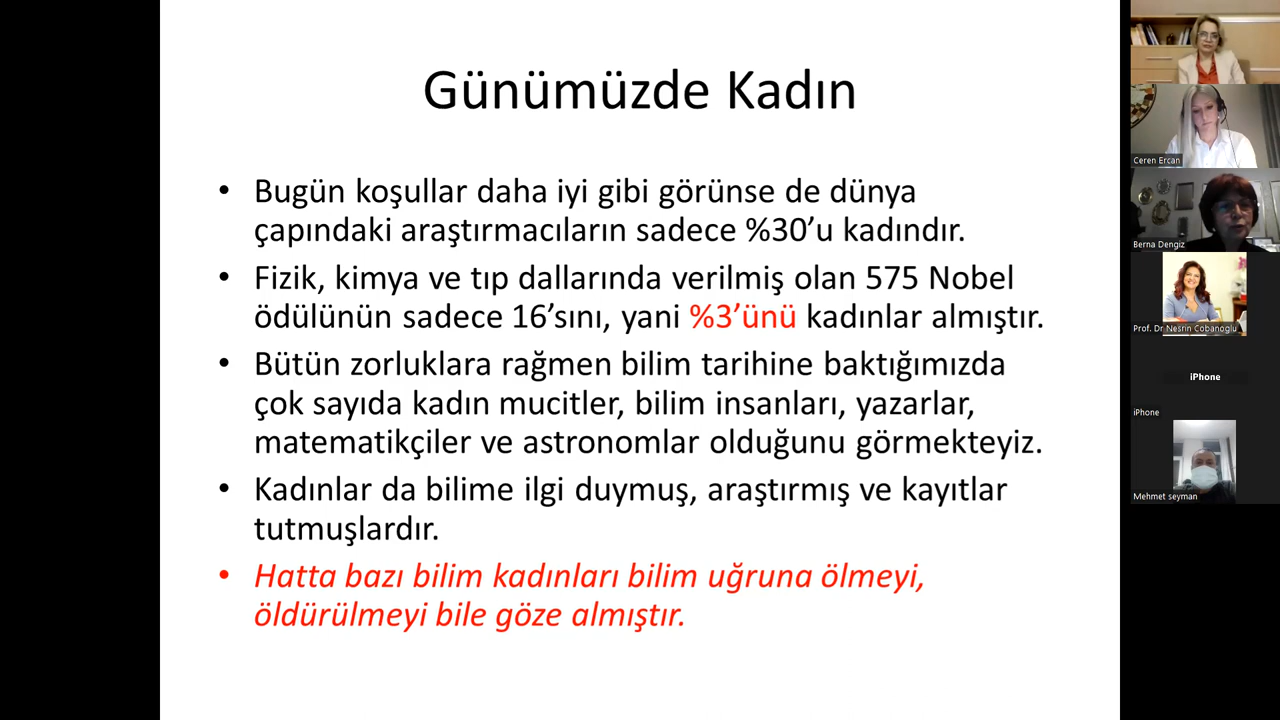 Günümüzde Kadın
• Bugün koşullar daha iyi gibi görünse de dünya
çapındaki araştırmacıların sadece %30’u kadındır.
• Fizik, kimya ve tıp dallarında verilmiş olan 575 Nobel
ödülünün sadece 16’sını, yani %3’ünü kadınlar almıştır.
• Bütün zorluklara rağmen bilim tarihine baktığımızda
çok sayıda kadın mucitler, bilim insanları, yazarlar,
matematikçiler ve astronomlar olduğunu görmekteyiz.
• Kadınlar da bilime ilgi duymuş, araştırmış ve kayıtlar
tutmuşlardır.
• Hatta bazı bilim kadınları bilim uğruna ölmeyi,
öldürülmeyi bile göze almıştır.
Ceren Ercan
Berna Dengiz
Prof. Dr Nesrin Cobanoglu
iPhone
iPhone
Mehmet seyman